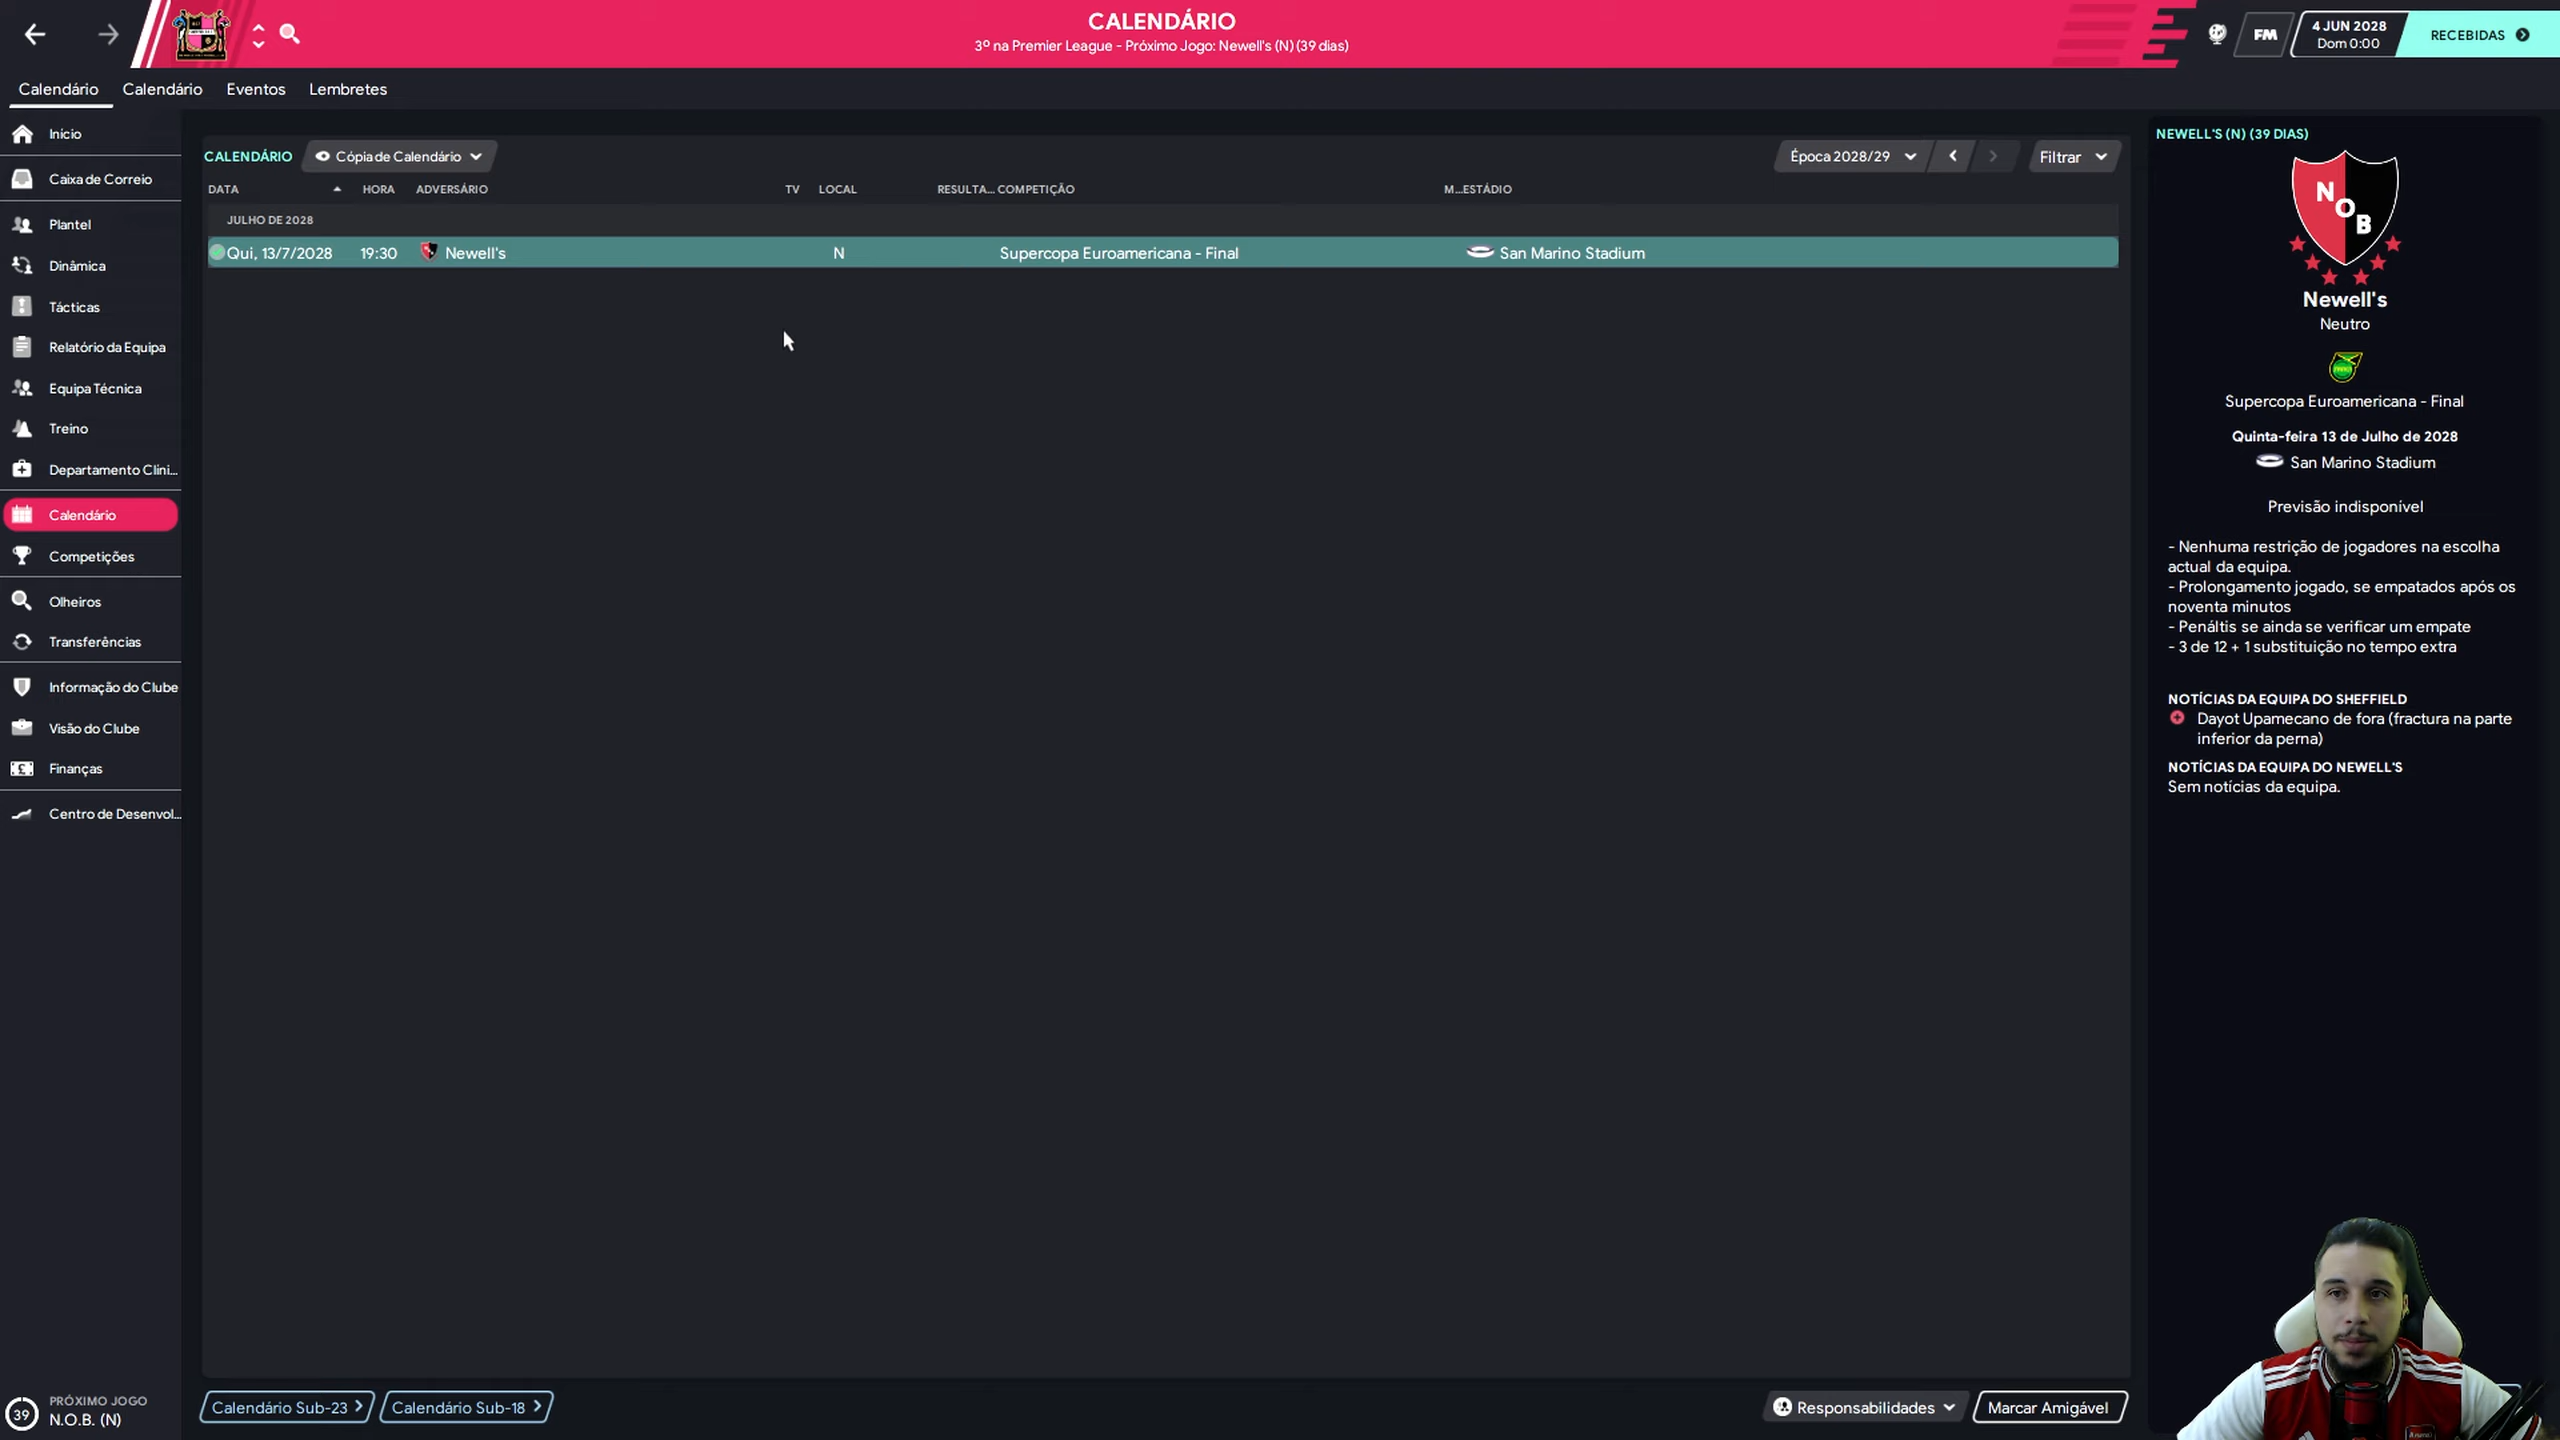 CALENDÁRIO
3º na Premier League - Próximo Jogo: Newell's (N) (39 dias)
FM
4 JUN 2028
Dom 0:00
RECEBIDAS
Calendário
Calendário
Eventos
Lembretes
Início
Caixa de Correio
Plantel
Dinâmica
Tácticas
Relatório da Equipa
Equipa Técnica
Treino
Departamento Clíni...
Calendário
Competições
Olheiros
Transferências
Informação do Clube
Visão do Clube
Finanças
Centro de Desenvol...
PRÓXIMO JOGO
39
N.O.B. (N)
CALENDÁRIO
Cópia de Calendário
Época 2028/29
Filtrar
DATA HORA ADVERSÁRIO TV LOCAL RESULTA... COMPETIÇÃO M... ESTÁDIO
JULHO DE 2028
Qui, 13/7/2028 19:30 Newell's N Supercopa Euroamericana - Final San Marino Stadium
Calendário Sub-23
Calendário Sub-18
Responsabilidades
Marcar Amigável
NEWELL'S (N) (39 DIAS)
N
O
B
Newell's
Neutro
Supercopa Euroamericana - Final
Quinta-feira 13 de Julho de 2028
San Marino Stadium
Previsão indisponível
- Nenhuma restrição de jogadores na escolha
actual da equipa.
- Prolongamento jogado, se empatados após os
noventa minutos
- Penáltis se ainda se verificar um empate
- 3 de 12 + 1 substituição no tempo extra
NOTÍCIAS DA EQUIPA DO SHEFFIELD
Dayot Upamecano de fora (fractura na parte
inferior da perna)
NOTÍCIAS DA EQUIPA DO NEWELL'S
Sem notícias da equipa.